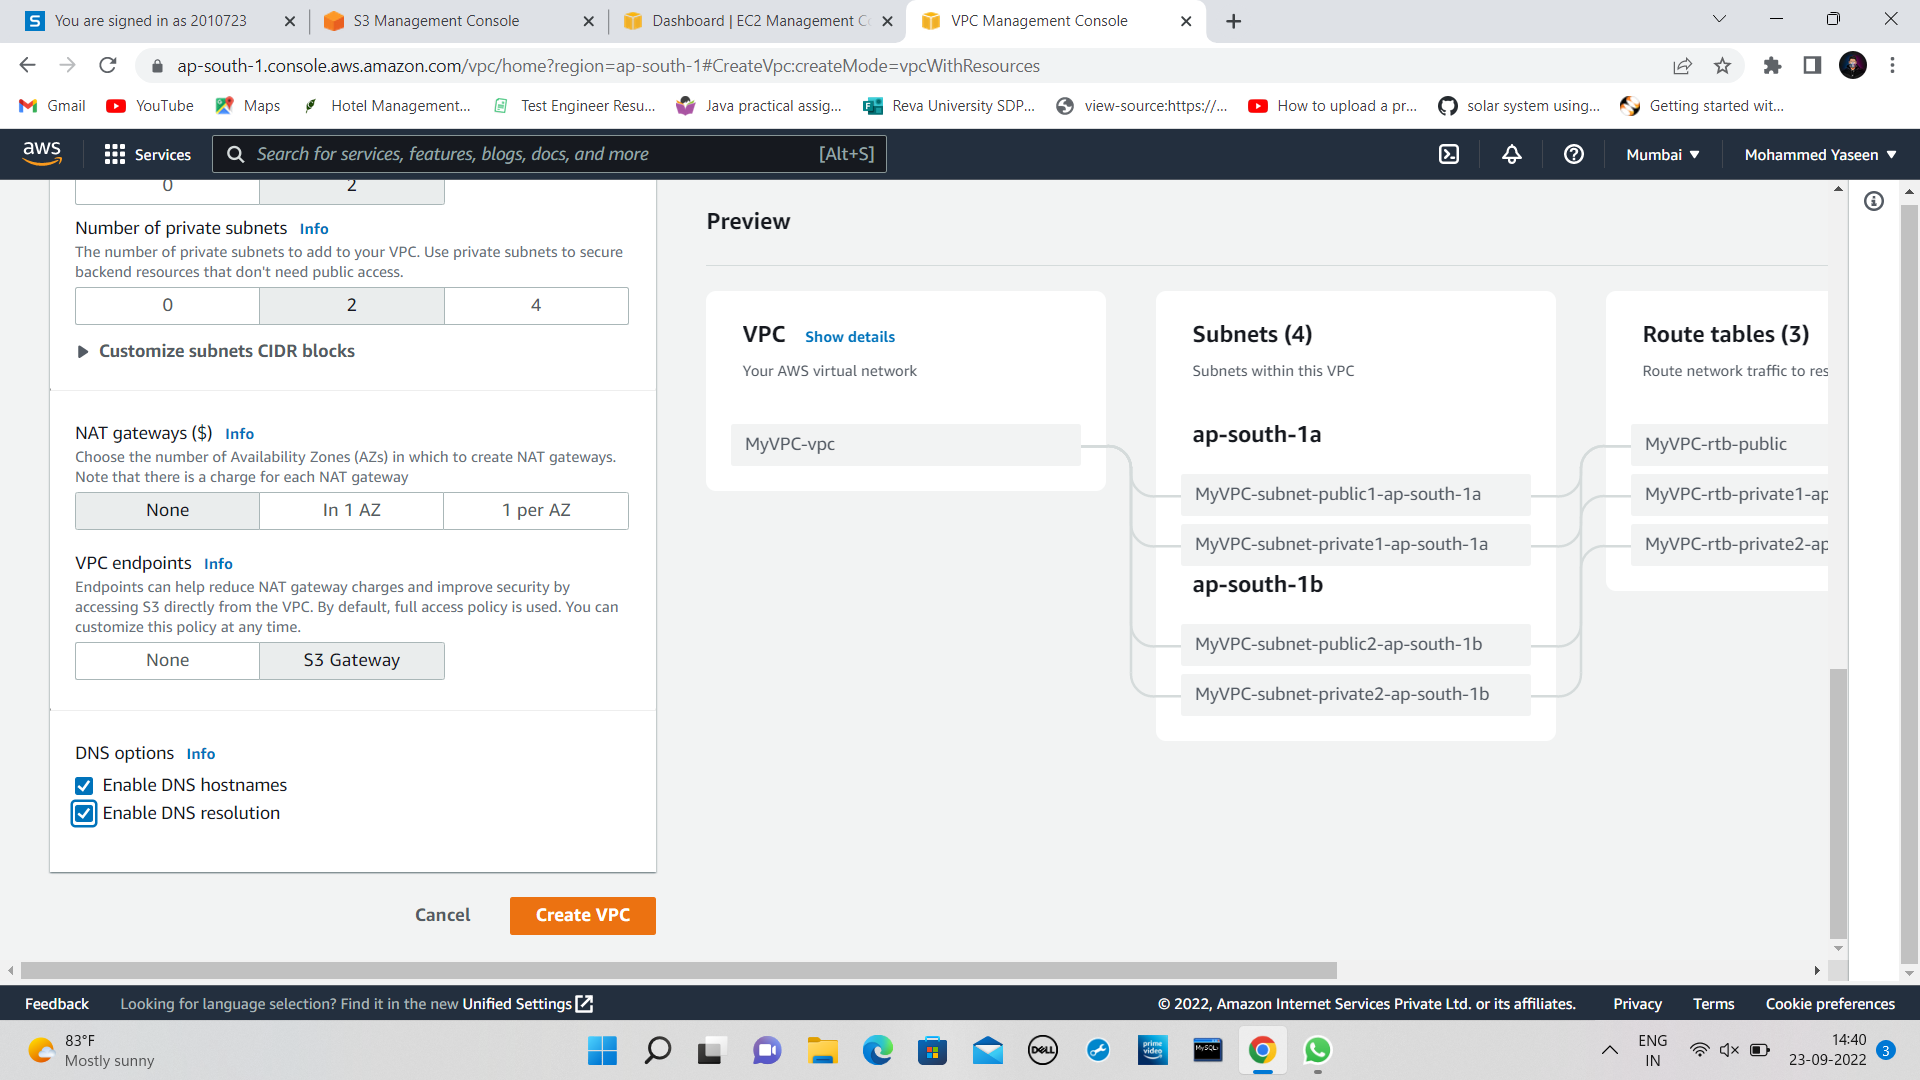 You are signed in as 2010723
S3 Management Console
Dashboard | EC2 Management Co
VPC Management Console
ap-south-1.console.aws.amazon.com/vpc/home?region=ap-south-1#CreateVpc:createMode=vpcWithResources
Gmail
YouTube
Maps
Hotel Management...
Test Engineer Resu...
Java practical assig...
Reva University SDP...
view-source:https://...
How to upload a pr...
solar system using...
Getting started wit...
aws
Services
Search for services, features, blogs, docs, and more
[Alt+S]
Mumbai
Mohammed Yaseen
0
2
Number of private subnets Info
The number of private subnets to add to your VPC. Use private subnets to secure
backend resources that don't need public access.
0
2
4
Customize subnets CIDR blocks
NAT gateways ($) Info
Choose the number of Availability Zones (AZs) in which to create NAT gateways.
Note that there is a charge for each NAT gateway
None
In 1 AZ
1 per AZ
VPC endpoints Info
Endpoints can help reduce NAT gateway charges and improve security by
accessing S3 directly from the VPC. By default, full access policy is used. You can
customize this policy at any time.
None
S3 Gateway
DNS options Info
Enable DNS hostnames
Enable DNS resolution
Cancel
Create VPC
Preview
VPC Show details
Your AWS virtual network
MyVPC-vpc
Subnets (4)
Subnets within this VPC
ap-south-1a
MyVPC-subnet-public1-ap-south-1a
MyVPC-subnet-private1-ap-south-1a
ap-south-1b
MyVPC-subnet-public2-ap-south-1b
MyVPC-subnet-private2-ap-south-1b
Route tables (3)
Route network traffic to res
MyVPC-rtb-public
MyVPC-rtb-private1-ap
MyVPC-rtb-private2-ap
Feedback
Looking for language selection? Find it in the new Unified Settings
© 2022, Amazon Internet Services Private Ltd. or its affiliates.
Privacy
Terms
Cookie preferences
83°F
Mostly sunny
DELL
prime video
MySQL
ENG
IN
14:40
23-09-2022
3